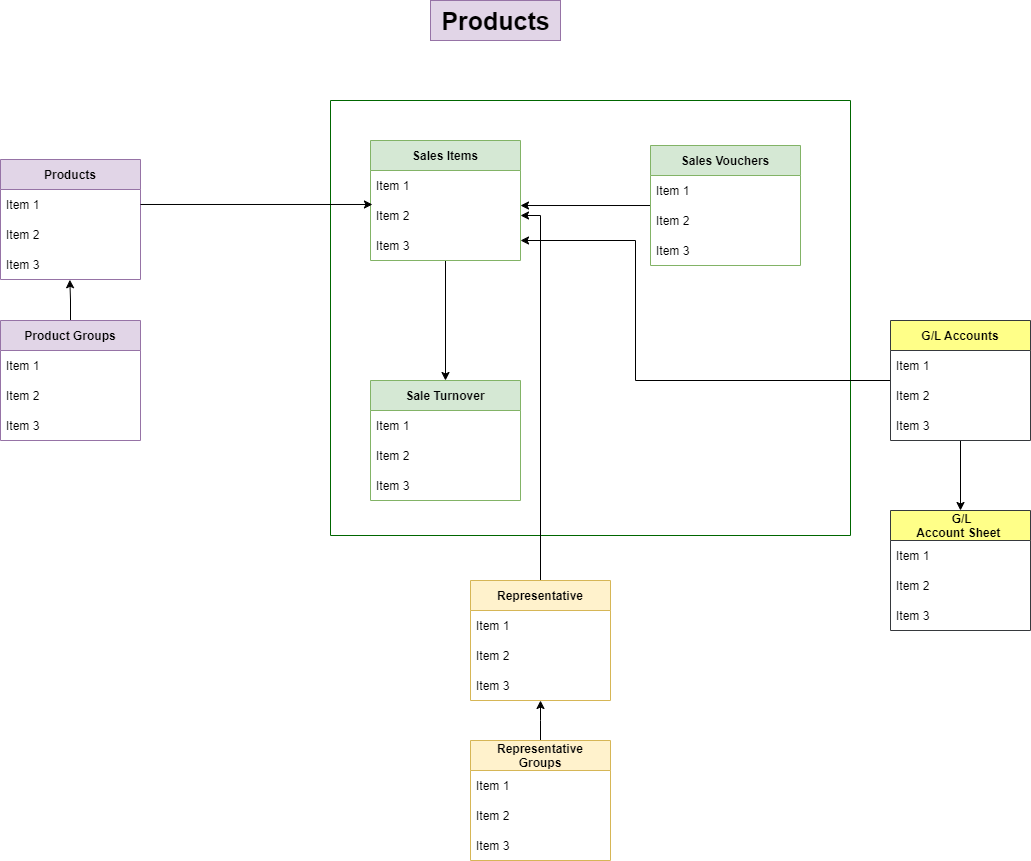 Products
Products
Item 1
Item 2
Item 3
Product Groups
Item 1
Item 2
Item 3
Sales Items
Item 1
Item 2
Item 3
Sales Vouchers
Item 1
Item 2
Item 3
Sale Turnover
Item 1
Item 2
Item 3
G/L Accounts
Item 1
Item 2
Item 3
G/L
Account Sheet
Item 1
Item 2
Item 3
Representative
Item 1
Item 2
Item 3
Representative
Groups
Item 1
Item 2
Item 3